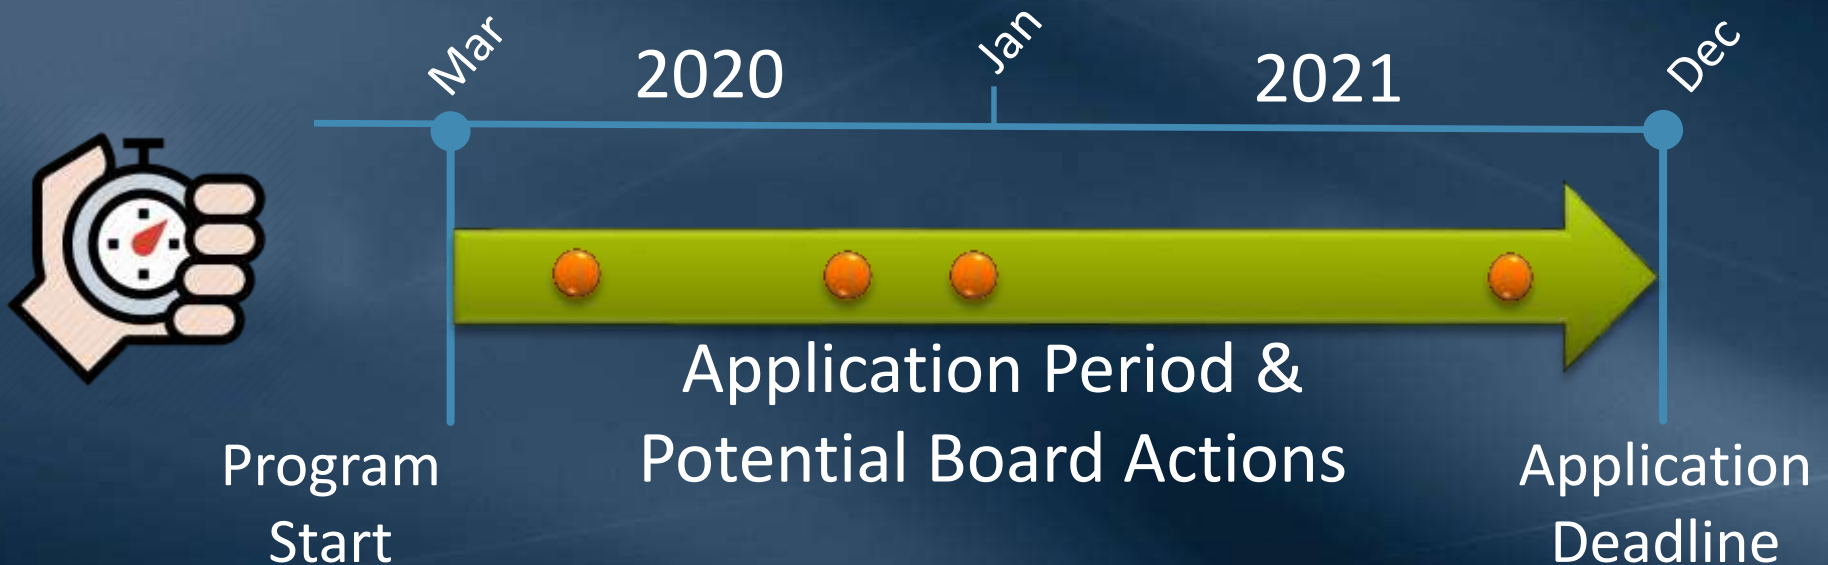 Mar
2020
Jan
2021
Dec
Application Period &
Potential Board Actions
Program
Start
Application
Deadline